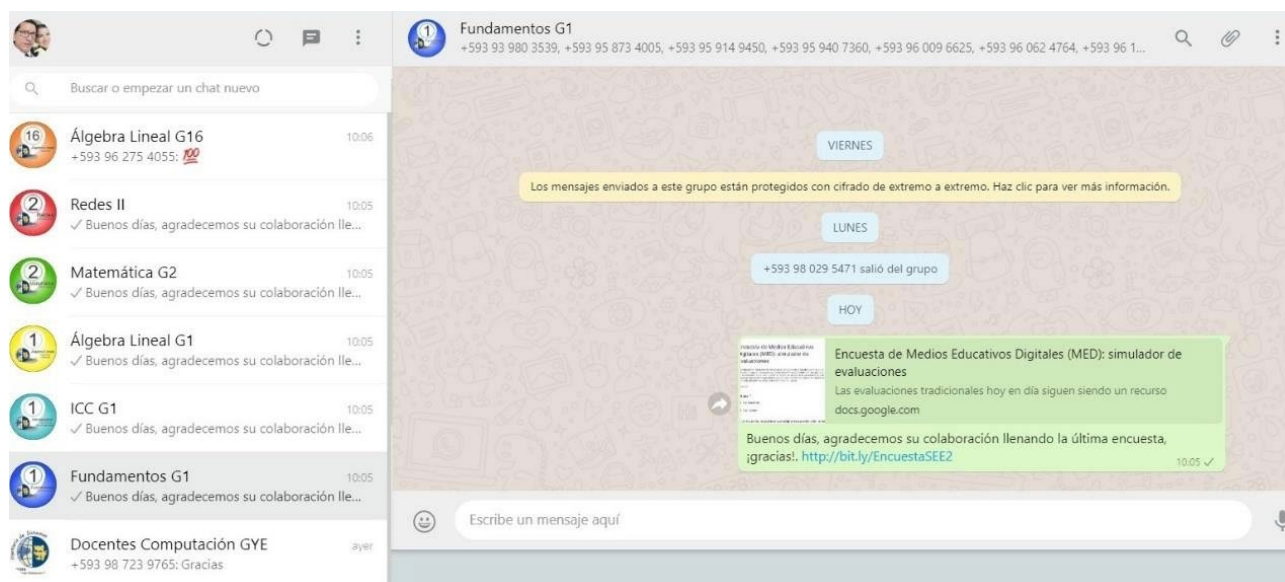 Fundamentos G1
+593 93 980 3539, +593 95 873 4005, +593 95 914 9450, +593 95 940 7360, +593 96 009 6625, +593 96 062 4764, +593 96 1...
Buscar o empezar un chat nuevo
16
Álgebra Lineal G16
10:06
+593 96 275 4055: 💯
2
Redes II
10:05
✓ Buenos días, agradecemos su colaboración lle...
2
Matemática G2
10:05
✓ Buenos días, agradecemos su colaboración lle...
1
Álgebra Lineal G1
10:05
✓ Buenos días, agradecemos su colaboración lle...
1
ICC G1
10:05
✓ Buenos días, agradecemos su colaboración lle...
1
Fundamentos G1
10:05
✓ Buenos días, agradecemos su colaboración lle...
Docentes Computación GYE
ayer
+593 98 723 9765: Gracias
VIERNES
Los mensajes enviados a este grupo están protegidos con cifrado de extremo a extremo. Haz clic para ver más información.
LUNES
+593 98 029 5471 salió del grupo
HOY
Encuesta de Medios Educativos Digitales (MED): simulador de
evaluaciones
Las evaluaciones tradicionales hoy en día siguen siendo un recurso
docs.google.com
Buenos días, agradecemos su colaboración llenando la última encuesta,
¡gracias!. http://bit.ly/EncuestaSEE2
10:05 ✓
Escribe un mensaje aquí